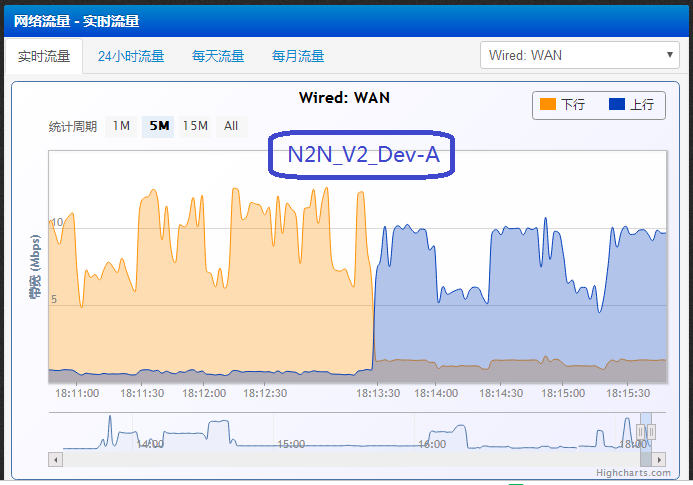 网络流量 - 实时流量
实时流量 24小时流量 每天流量 每月流量 Wired: WAN
Wired: WAN
下行 上行
统计周期 1M 5M 15M All
N2N_V2_Dev-A
10
带宽 (Mbps)
5
18:11:00 18:11:30 18:12:00 18:12:30 18:13:30 18:14:00 18:14:30 18:15:00 18:15:30
14:00 15:00 16:00 18:00
Highcharts.com